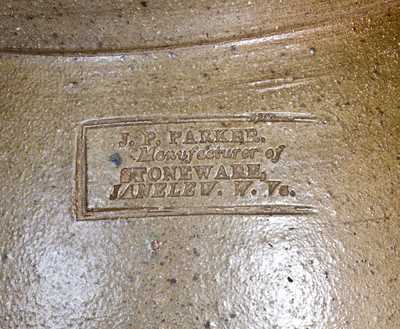 J. P. PARKER.
Manufacturer of
STONEWARE,
JANELEW. W. Va.